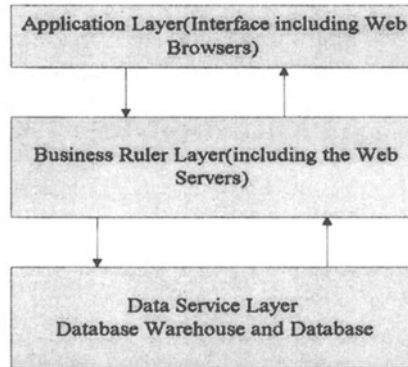 Application Layer(Interface including Web
Browsers)
Business Ruler Layer(including the Web
Servers)
Data Service Layer
Database Warehouse and Database